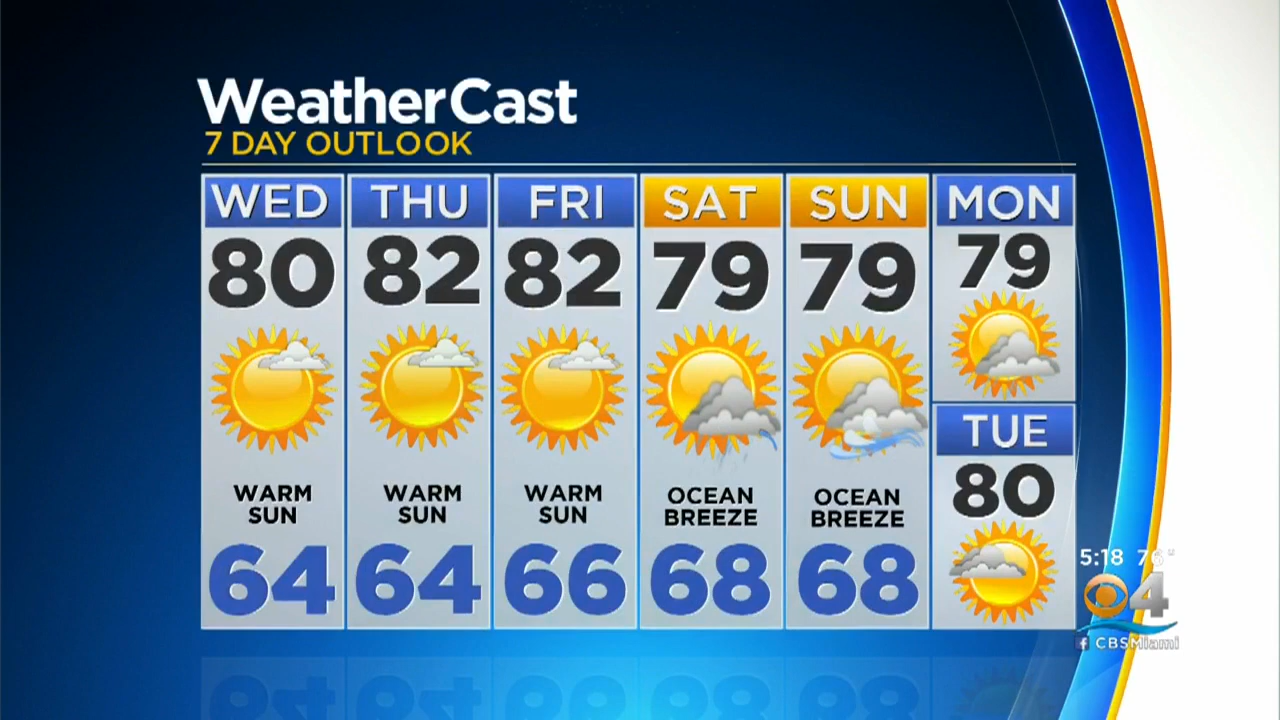 WeatherCast
7 DAY OUTLOOK
WED
80
WARM
SUN
64
THU
82
WARM
SUN
64
FRI
82
WARM
SUN
66
SAT
79
OCEAN
BREEZE
68
SUN
79
OCEAN
BREEZE
68
MON
79
TUE
80
5:18 76°
4
f CBSMiami